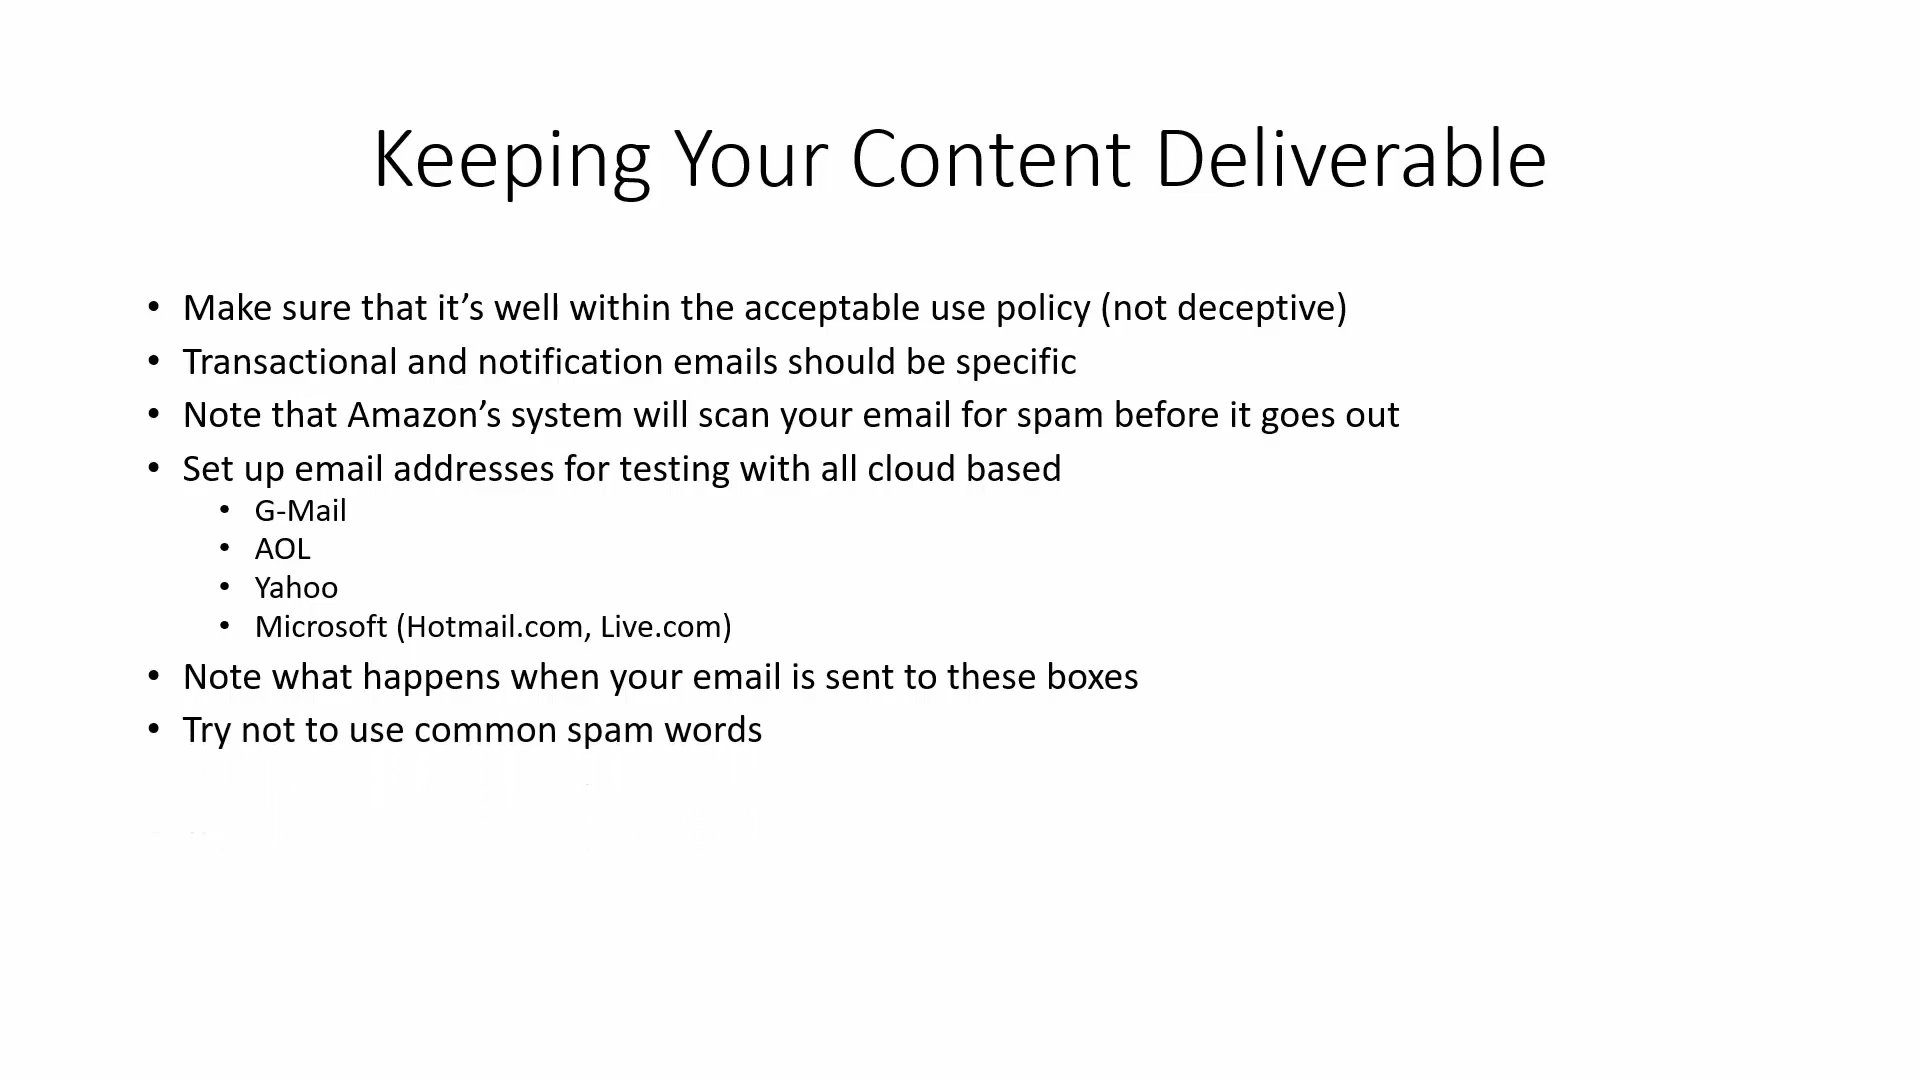 Keeping Your Content Deliverable
• Make sure that it’s well within the acceptable use policy (not deceptive)
• Transactional and notification emails should be specific
• Note that Amazon’s system will scan your email for spam before it goes out
• Set up email addresses for testing with all cloud based
• G-Mail
• AOL
• Yahoo
• Microsoft (Hotmail.com, Live.com)
• Note what happens when your email is sent to these boxes
• Try not to use common spam words